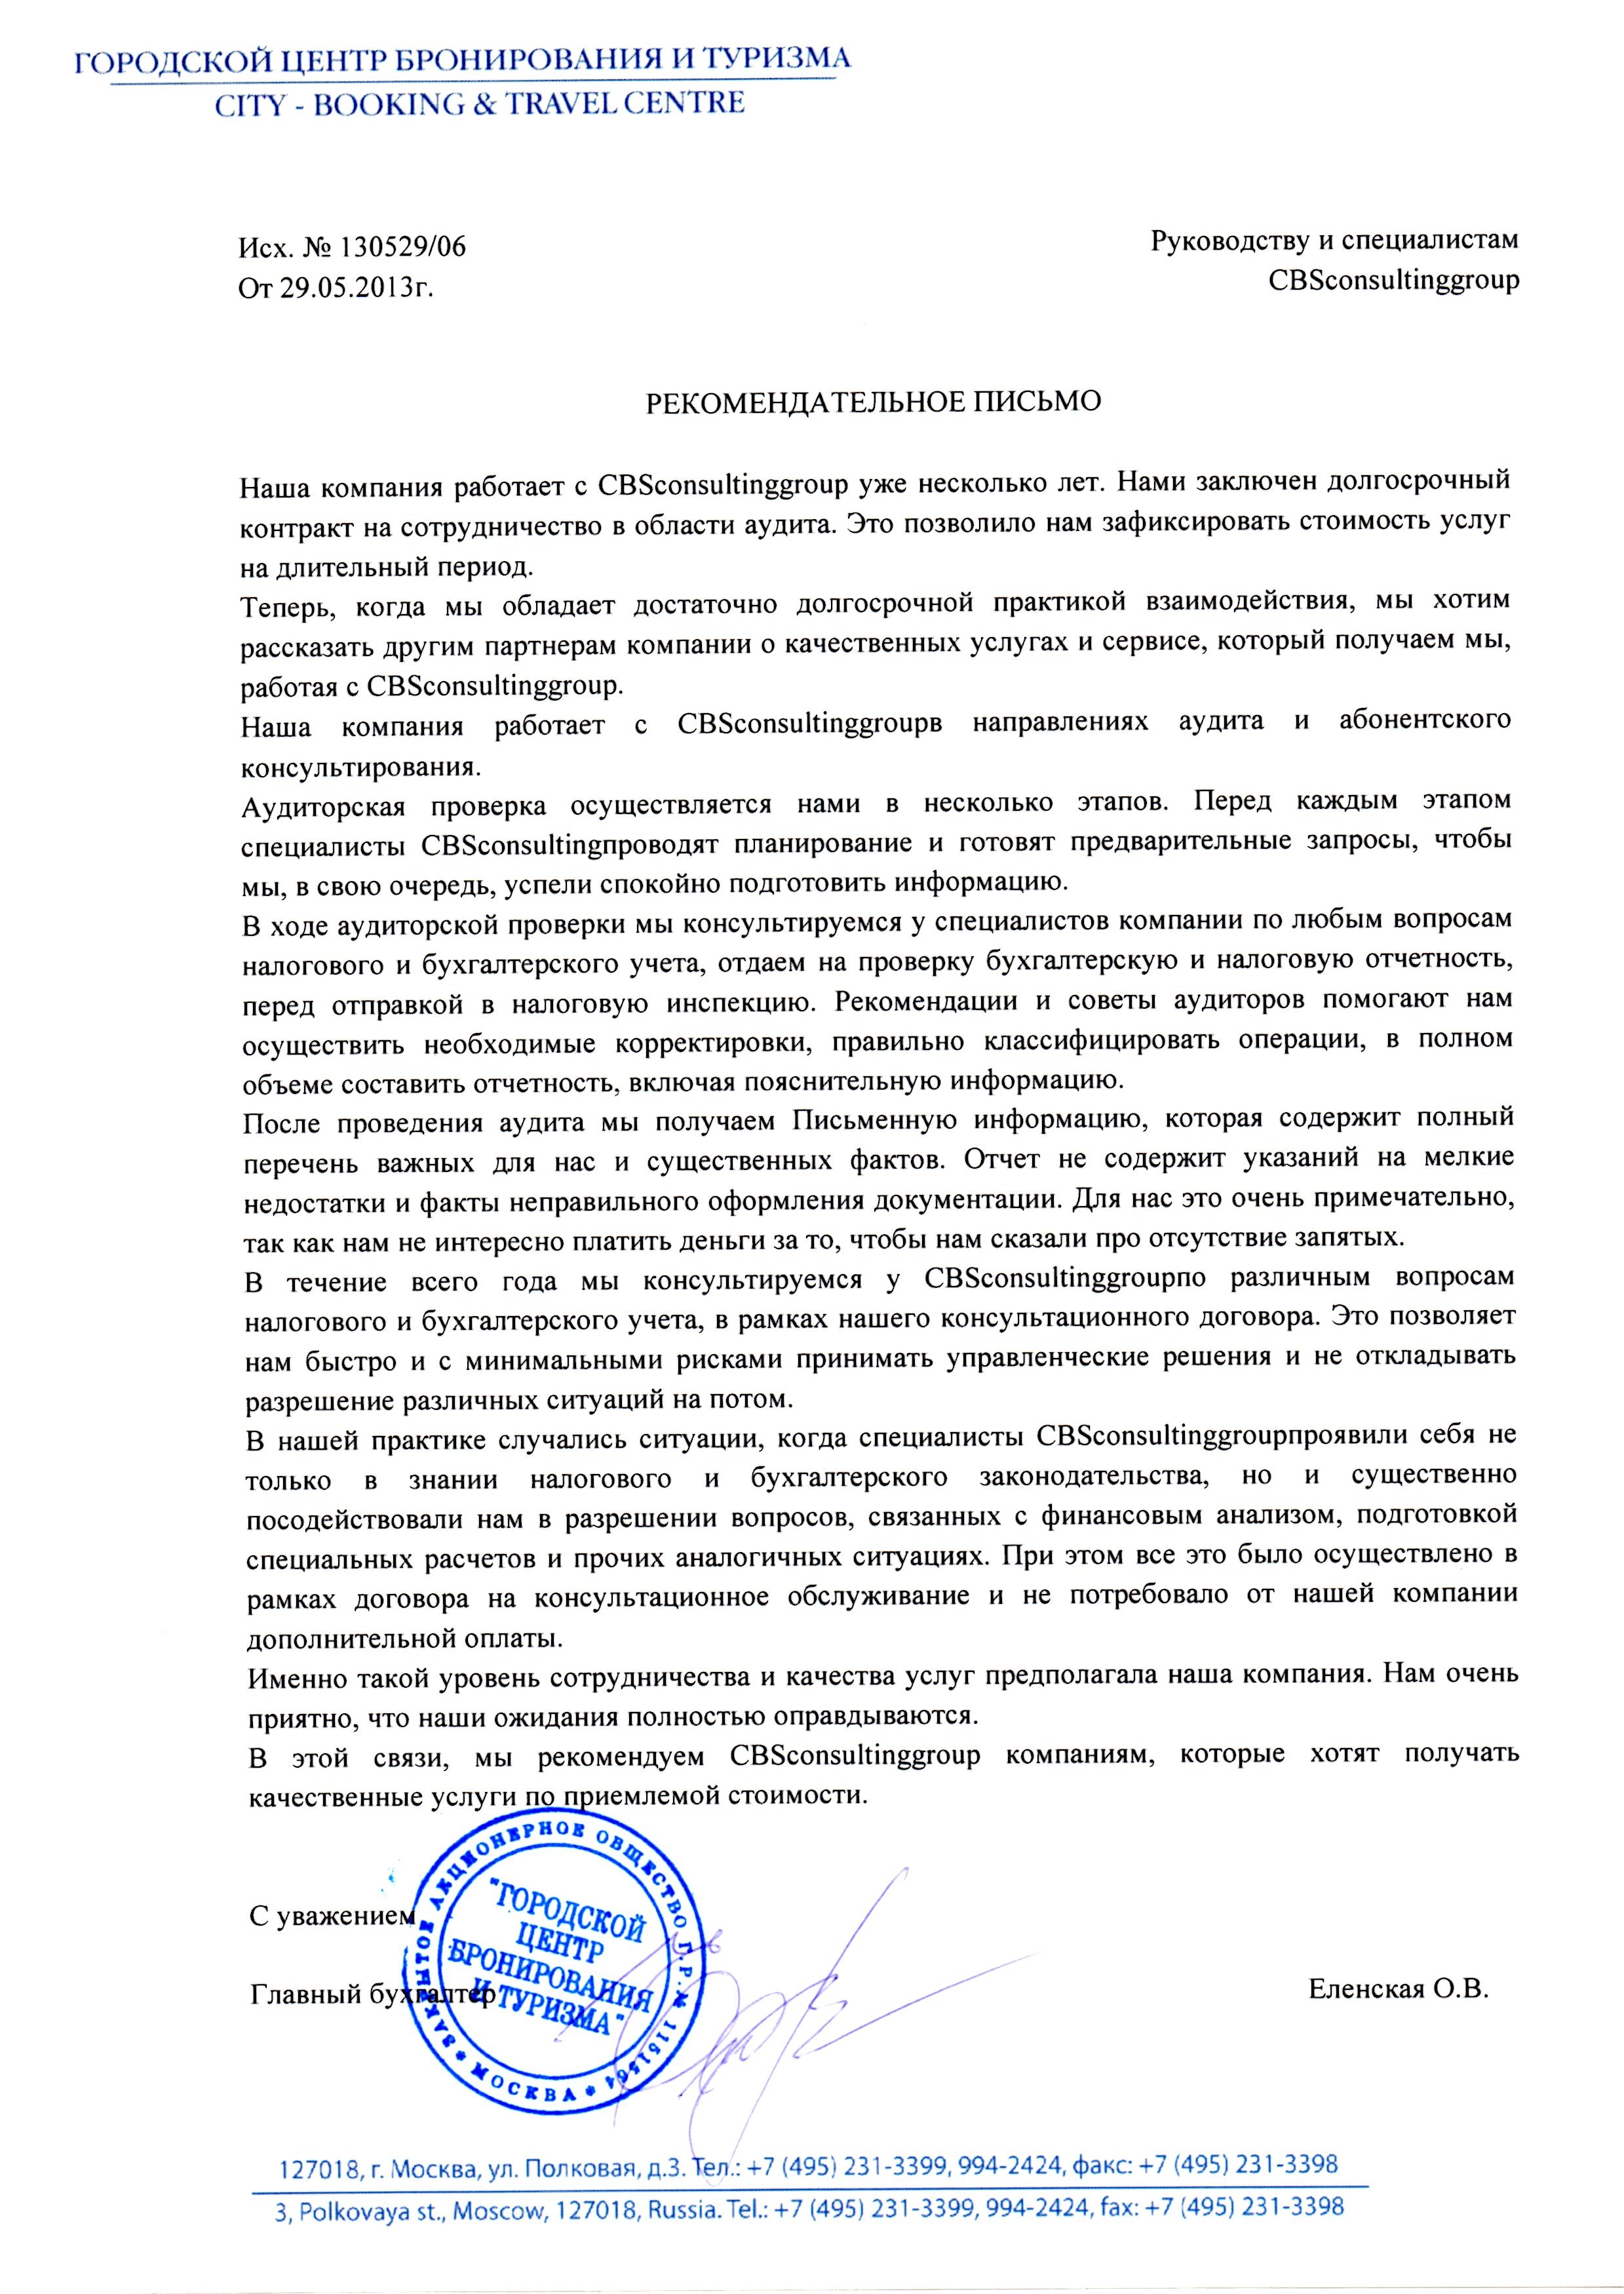 ГОРОДСКОЙ ЦЕНТР БРОНИРОВАНИЯ И ТУРИЗМА
CITY - BOOKING & TRAVEL CENTRE
Исх. № 130529/06
От 29.05.2013г.
Руководству и специалистам
CBSconsultinggroup
РЕКОМЕНДАТЕЛЬНОЕ ПИСЬМО
Наша компания работает с CBSconsultinggroup уже несколько лет. Нами заключен долгосрочный
контракт на сотрудничество в области аудита. Это позволило нам зафиксировать стоимость услуг
на длительный период.
Теперь, когда мы обладает достаточно долгосрочной практикой взаимодействия, мы хотим
рассказать другим партнерам компании о качественных услугах и сервисе, который получаем мы,
работая с CBSconsultinggroup.
Наша компания работает с CBSconsultinggroupв направлениях аудита и абонентского
консультирования.
Аудиторская проверка осуществляется нами в несколько этапов. Перед каждым этапом
специалисты CBSconsultingпроводят планирование и готовят предварительные запросы, чтобы
мы, в свою очередь, успели спокойно подготовить информацию.
В ходе аудиторской проверки мы консультируемся у специалистов компании по любым вопросам
налогового и бухгалтерского учета, отдаем на проверку бухгалтерскую и налоговую отчетность,
перед отправкой в налоговую инспекцию. Рекомендации и советы аудиторов помогают нам
осуществить необходимые корректировки, правильно классифицировать операции, в полном
объеме составить отчетность, включая пояснительную информацию.
После проведения аудита мы получаем Письменную информацию, которая содержит полный
перечень важных для нас и существенных фактов. Отчет не содержит указаний на мелкие
недостатки и факты неправильного оформления документации. Для нас это очень примечательно,
так как нам не интересно платить деньги за то, чтобы нам сказали про отсутствие запятых.
В течение всего года мы консультируемся у CBSconsultinggroupпо различным вопросам
налогового и бухгалтерского учета, в рамках нашего консультационного договора. Это позволяет
нам быстро и с минимальными рисками принимать управленческие решения и не откладывать
разрешение различных ситуаций на потом.
В нашей практике случались ситуации, когда специалисты CBSconsultinggroupпроявили себя не
только в знании налогового и бухгалтерского законодательства, но и существенно
посодействовали нам в разрешении вопросов, связанных с финансовым анализом, подготовкой
специальных расчетов и прочих аналогичных ситуациях. При этом все это было осуществлено в
рамках договора на консультационное обслуживание и не потребовало от нашей компании
дополнительной оплаты.
Именно такой уровень сотрудничества и качества услуг предполагала наша компания. Нам очень
приятно, что наши ожидания полностью оправдываются.
В этой связи, мы рекомендуем CBSconsultinggroup компаниям, которые хотят получать
качественные услуги по приемлемой стоимости.
С уважением
Главный бухгалтер
Еленская О.В.
ЗАКРЫТОЕ АКЦИОНЕРНОЕ ОБЩЕСТВО Г.Р.№ 1151564 * МОСКВА *
"ГОРОДСКОЙ
ЦЕНТР
БРОНИРОВАНИЯ
И ТУРИЗМА"
127018, г. Москва, ул. Полковая, д.3. Тел.: +7 (495) 231-3399, 994-2424, факс: +7 (495) 231-3398
3, Polkovaya st., Moscow, 127018, Russia. Tel.: +7 (495) 231-3399, 994-2424, fax: +7 (495) 231-3398